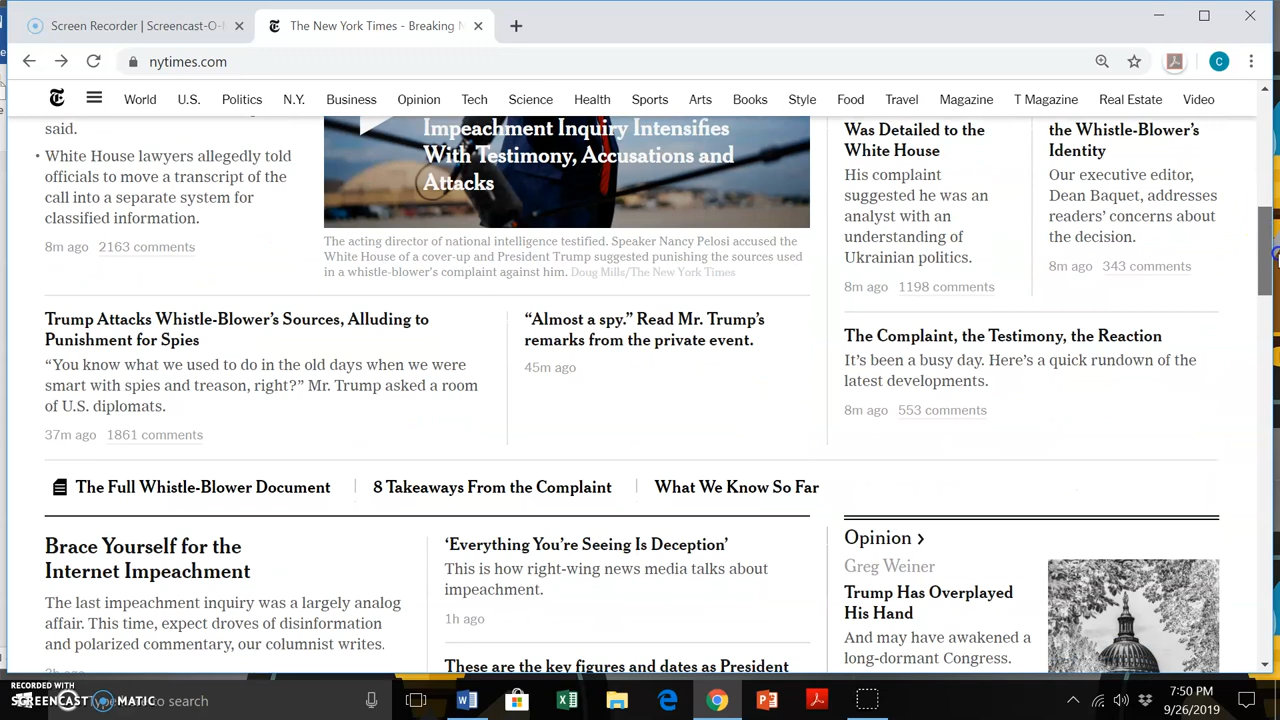 Screen Recorder | Screencast-O-
The New York Times - Breaking
nytimes.com
C
World U.S. Politics N.Y. Business Opinion Tech Science Health Sports Arts Books Style Food Travel Magazine T Magazine Real Estate Video
said.
• White House lawyers allegedly told
officials to move a transcript of the
call into a separate system for
classified information.
8m ago 2163 comments
Impeachment Inquiry Intensifies
With Testimony, Accusations and
Attacks
The acting director of national intelligence testified. Speaker Nancy Pelosi accused the
White House of a cover-up and President Trump suggested punishing the sources used
in a whistle-blower's complaint against him. Doug Mills/The New York Times
Was Detailed to the
White House
His complaint
suggested he was an
analyst with an
understanding of
Ukrainian politics.
8m ago 1198 comments
the Whistle-Blower's
Identity
Our executive editor,
Dean Baquet, addresses
readers' concerns about
the decision.
8m ago 343 comments
Trump Attacks Whistle-Blower's Sources, Alluding to
Punishment for Spies
“You know what we used to do in the old days when we were
smart with spies and treason, right?” Mr. Trump asked a room
of U.S. diplomats.
37m ago 1861 comments
“Almost a spy.” Read Mr. Trump's
remarks from the private event.
45m ago
The Complaint, the Testimony, the Reaction
It's been a busy day. Here's a quick rundown of the
latest developments.
8m ago 553 comments
The Full Whistle-Blower Document | 8 Takeaways From the Complaint | What We Know So Far
Brace Yourself for the
Internet Impeachment
The last impeachment inquiry was a largely analog
affair. This time, expect droves of disinformation
and polarized commentary, our columnist writes.
‘Everything You're Seeing Is Deception’
This is how right-wing news media talks about
impeachment.
1h ago
These are the key figures and dates as President
Opinion >
Greg Weiner
Trump Has Overplayed
His Hand
And may have awakened a
long-dormant Congress.
RECORDED WITH
SCREENCAST MATIC
to search
7:50 PM
9/26/2019